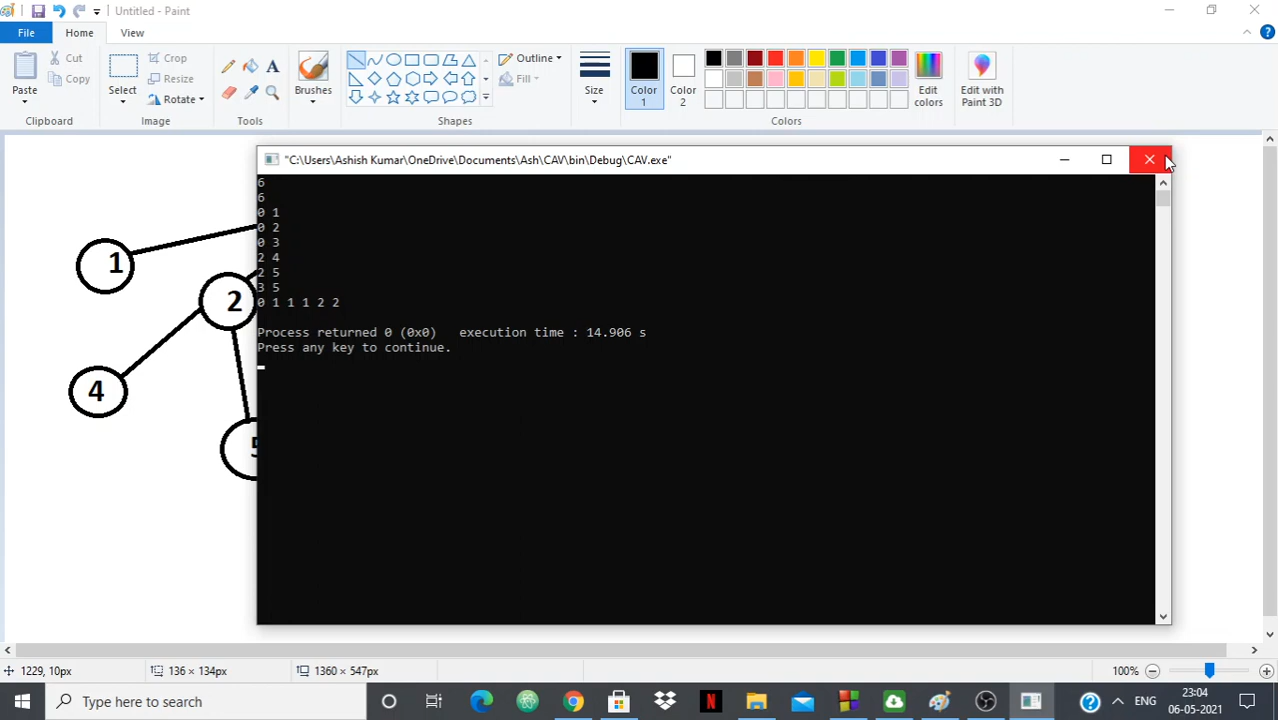 Untitled - Paint
File Home View
Paste
Cut
Copy
Clipboard
Select
Crop
Resize
Rotate
Image
A
Tools
Brushes
Outline
Fill
Shapes
Size
Color 1
Color 2
Edit colors
Edit with Paint 3D
Colors
"C:\Users\Ashish Kumar\OneDrive\Documents\Ash\CAV\bin\Debug\CAV.exe"
6
6
0 1
0 2
0 3
2 4
2 5
3 5
0 1 1 1 2 2
Process returned 0 (0x0)   execution time : 14.906 s
Press any key to continue.
1
2
4
1229, 10px
136 × 134px
1360 × 547px
100%
Type here to search
ENG
23:04
06-05-2021